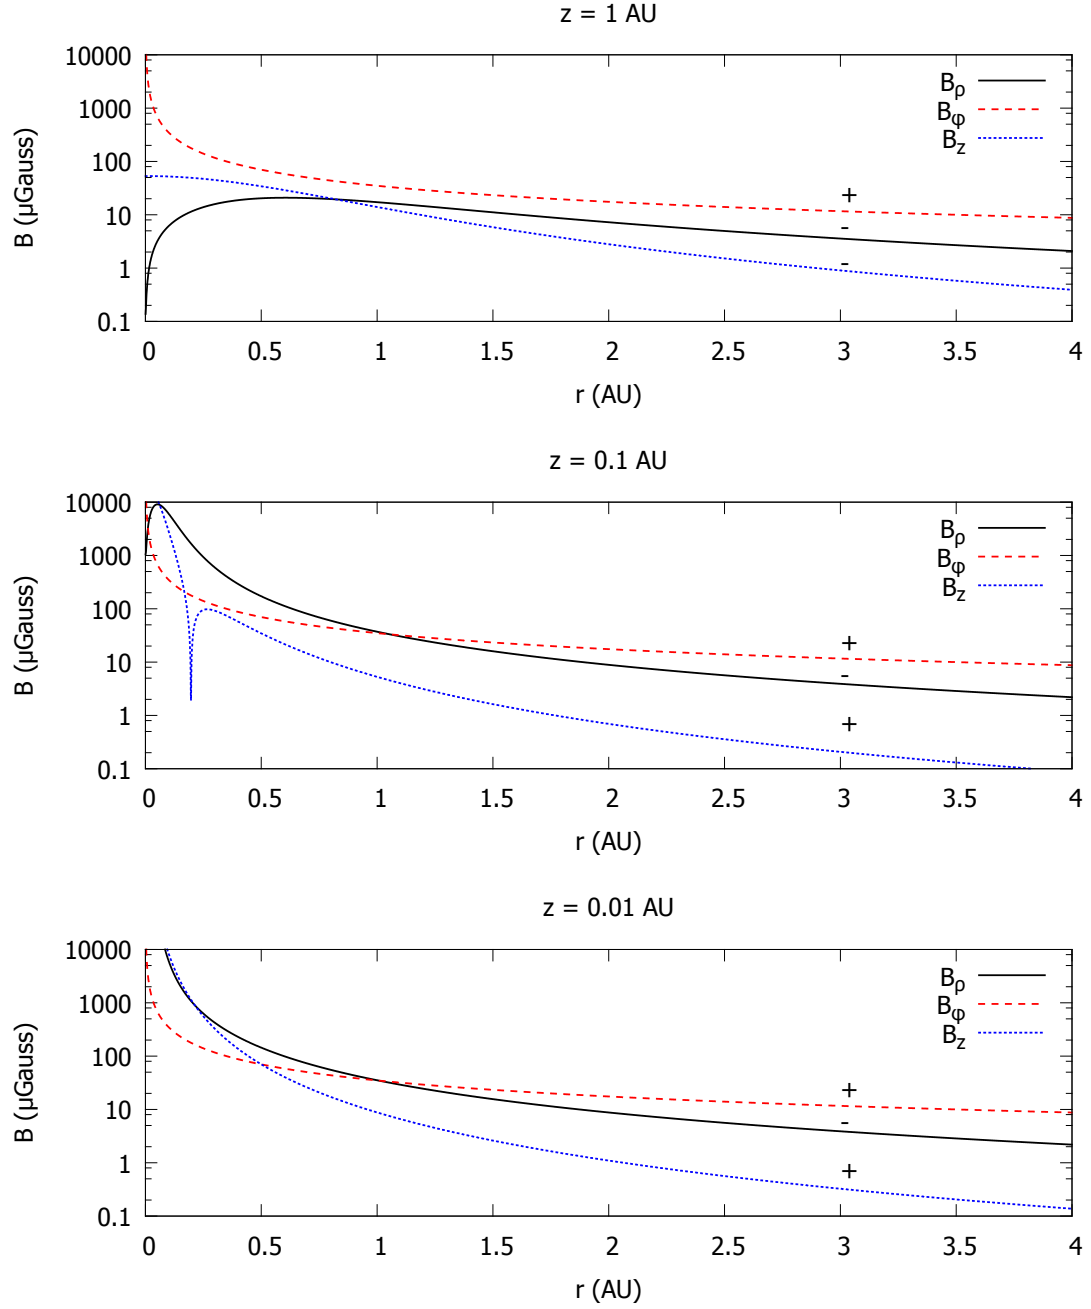 z = 1 AU
10000
1000
100
10
1
0.1
B (μGauss)
Bρ
Bφ
Bz
+
-
-
0 0.5 1 1.5 2 2.5 3 3.5 4
r (AU)
z = 0.1 AU
10000
1000
100
10
1
0.1
B (μGauss)
Bρ
Bφ
Bz
+
-
+
0 0.5 1 1.5 2 2.5 3 3.5 4
r (AU)
z = 0.01 AU
10000
1000
100
10
1
0.1
B (μGauss)
Bρ
Bφ
Bz
+
-
+
0 0.5 1 1.5 2 2.5 3 3.5 4
r (AU)